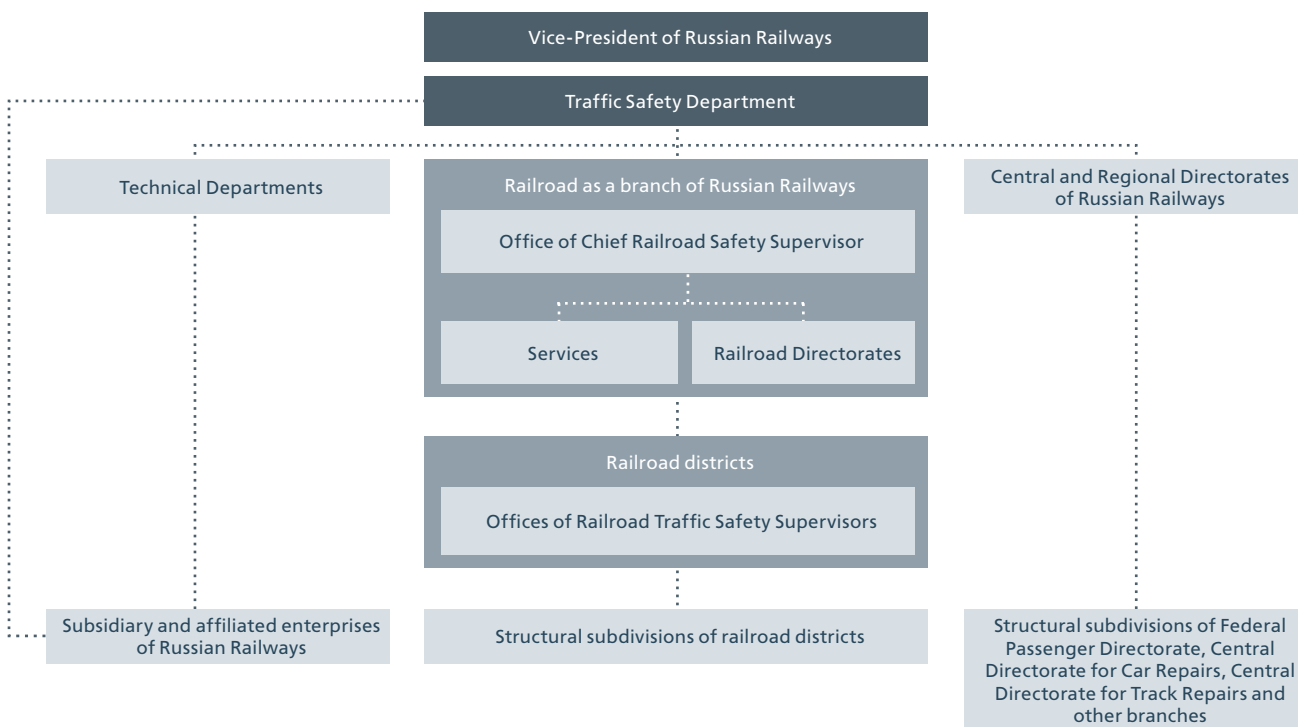 Vice-President of Russian Railways
Traffic Safety Department
Technical Departments
Railroad as a branch of Russian Railways
Central and Regional Directorates
of Russian Railways
Office of Chief Railroad Safety Supervisor
Services
Railroad Directorates
Railroad districts
Offices of Railroad Traffic Safety Supervisors
Subsidiary and affiliated enterprises
of Russian Railways
Structural subdivisions of railroad districts
Structural subdivisions of Federal
Passenger Directorate, Central
Directorate for Car Repairs, Central
Directorate for Track Repairs and
other branches